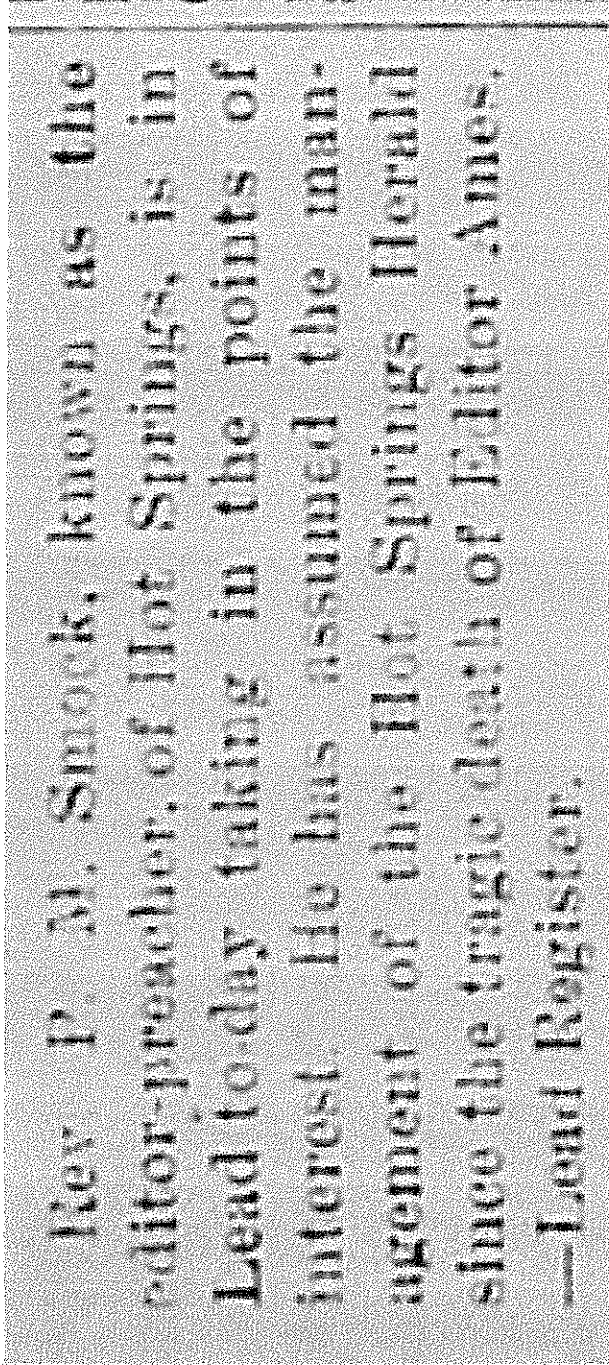 Rev. P. M. Smock, known as the
editor-preacher, of Hot Springs, is in
Lead to-day taking in the points of
interest. He has assumed the man-
agement of the Hot Springs Herald
since the tragic death of Editor Ames.
—Lead Register.